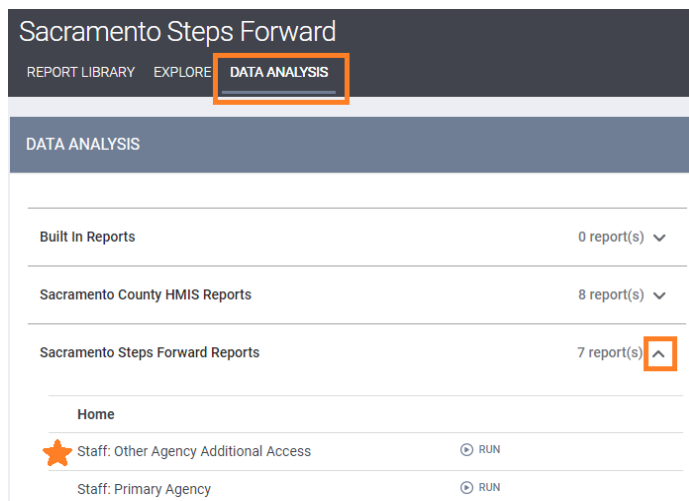 Sacramento Steps Forward
REPORT LIBRARY EXPLORE DATA ANALYSIS
DATA ANALYSIS
Built In Reports 0 report(s)
Sacramento County HMIS Reports 8 report(s)
Sacramento Steps Forward Reports 7 report(s)
Home
Staff: Other Agency Additional Access RUN
Staff: Primary Agency RUN